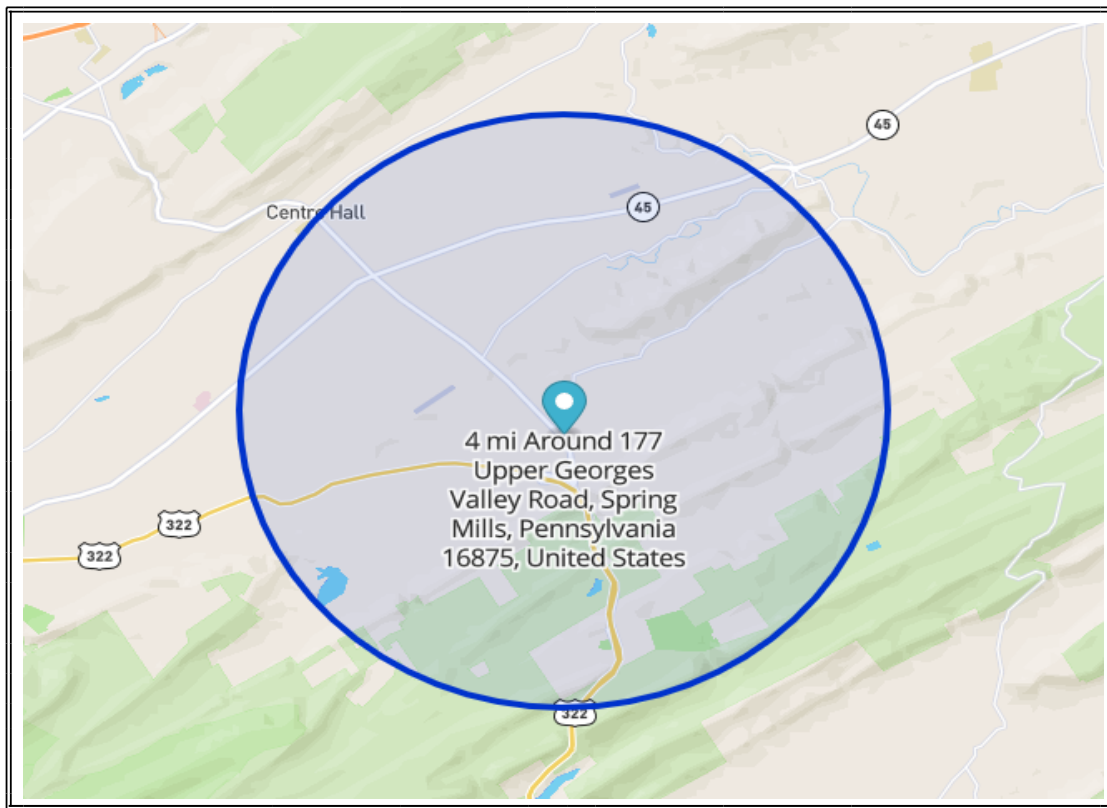 45
Centre Hall
45
4 mi Around 177
Upper Georges
Valley Road, Spring
Mills, Pennsylvania
16875, United States
322
322
322